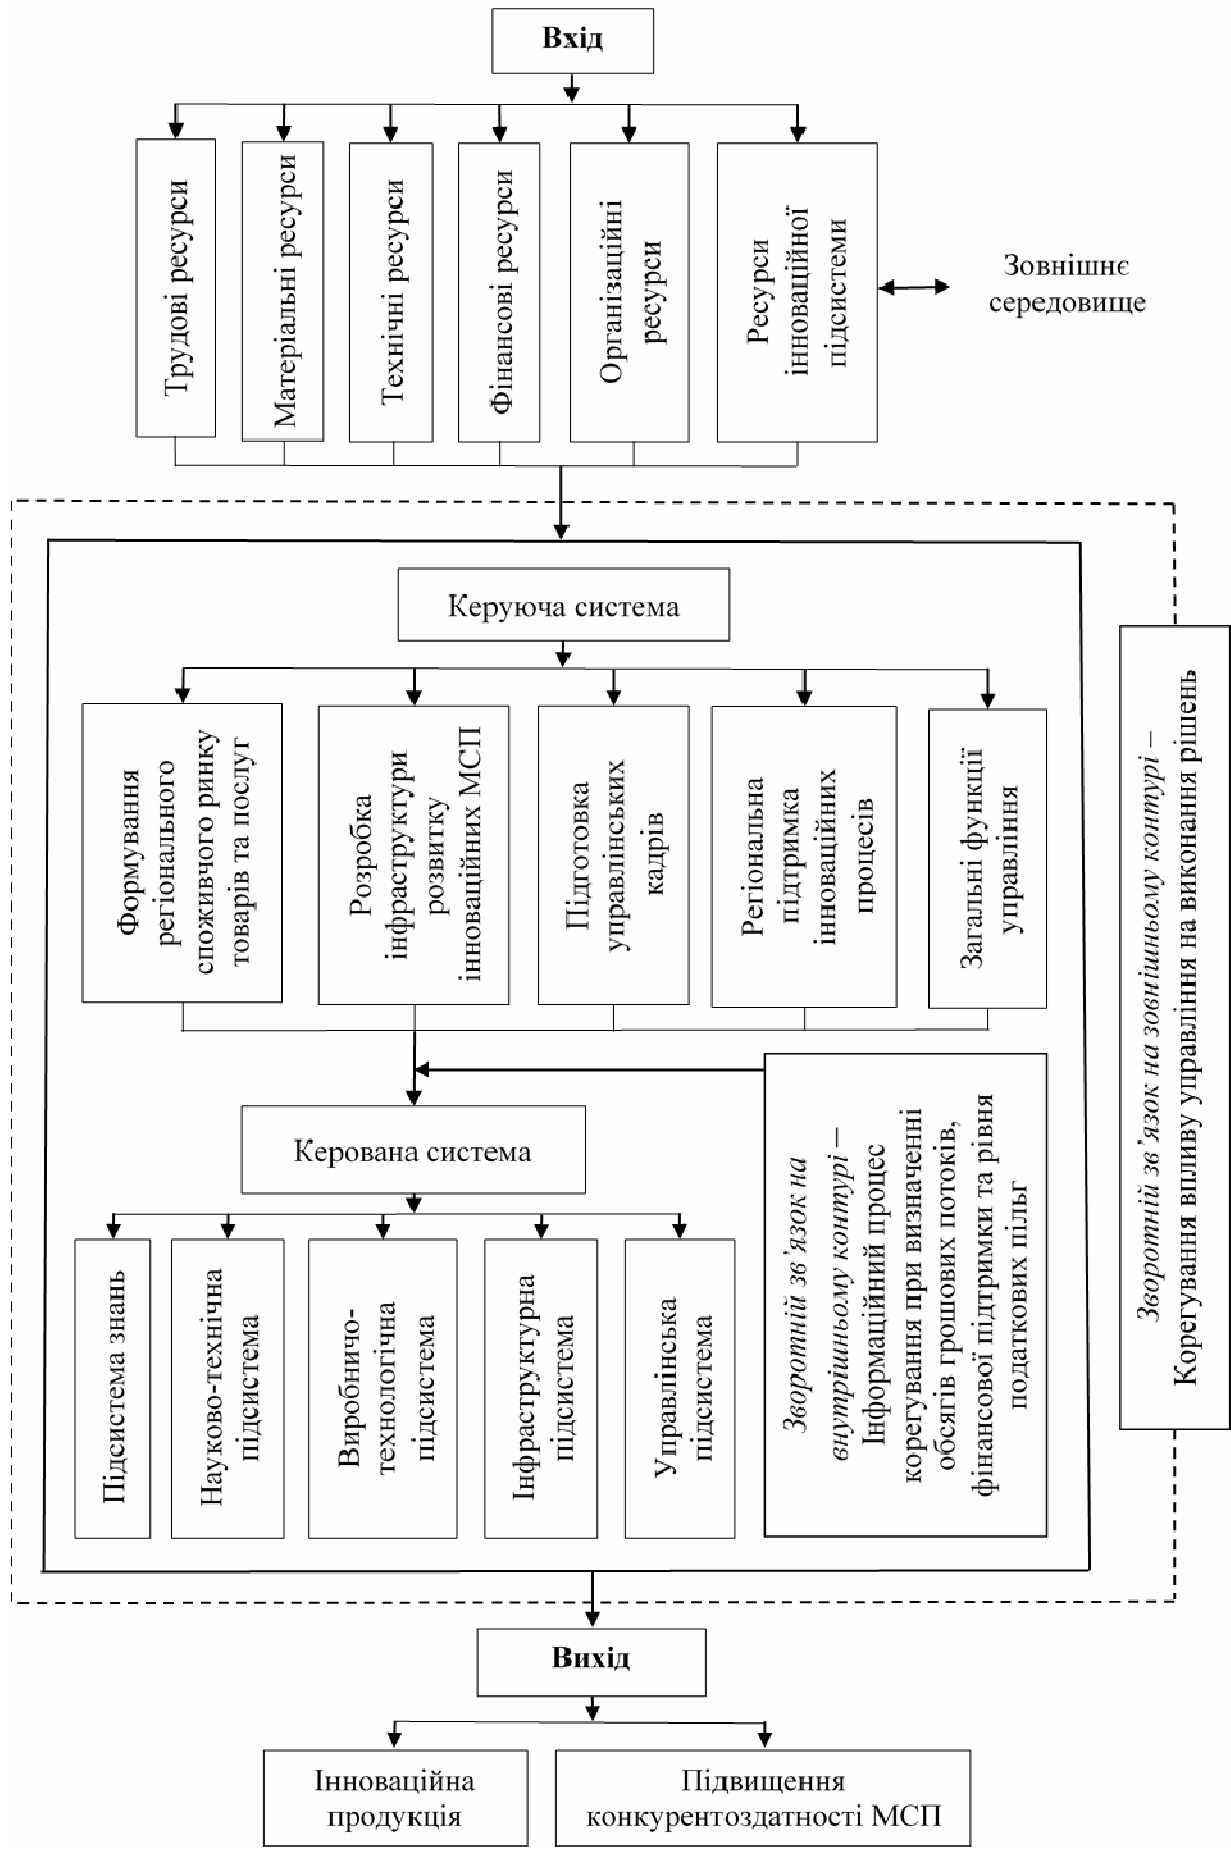 Вхід
Трудові ресурси
Матеріальні ресурси
Технічні ресурси
Фінансові ресурси
Організаційні
ресурси
Ресурси
інноваційної
підсистеми
Зовнішнє
середовище
Керуюча система
Формування
регіонального
споживчого ринку
товарів та послуг
Розробка
інфраструктури
розвитку
інноваційних МСП
Підготовка
управлінських
кадрів
Регіональна
підтримка
інноваційних
процесів
Загальні функції
управління
Керована система
Підсистема знань
Науково-технічна
підсистема
Виробничо-
технологічна
підсистема
Інфраструктурна
підсистема
Управлінська
підсистема
Зворотній зв’язок на
внутрішньому контурі –
Інформаційний процес
корегування при визначенні
обсягів грошових потоків,
фінансової підтримки та рівня
податкових пільг
Зворотній зв’язок на зовнішньому контурі –
Корегування впливу управління на виконання рішень
Вихід
Інноваційна
продукція
Підвищення
конкурентоздатності МСП